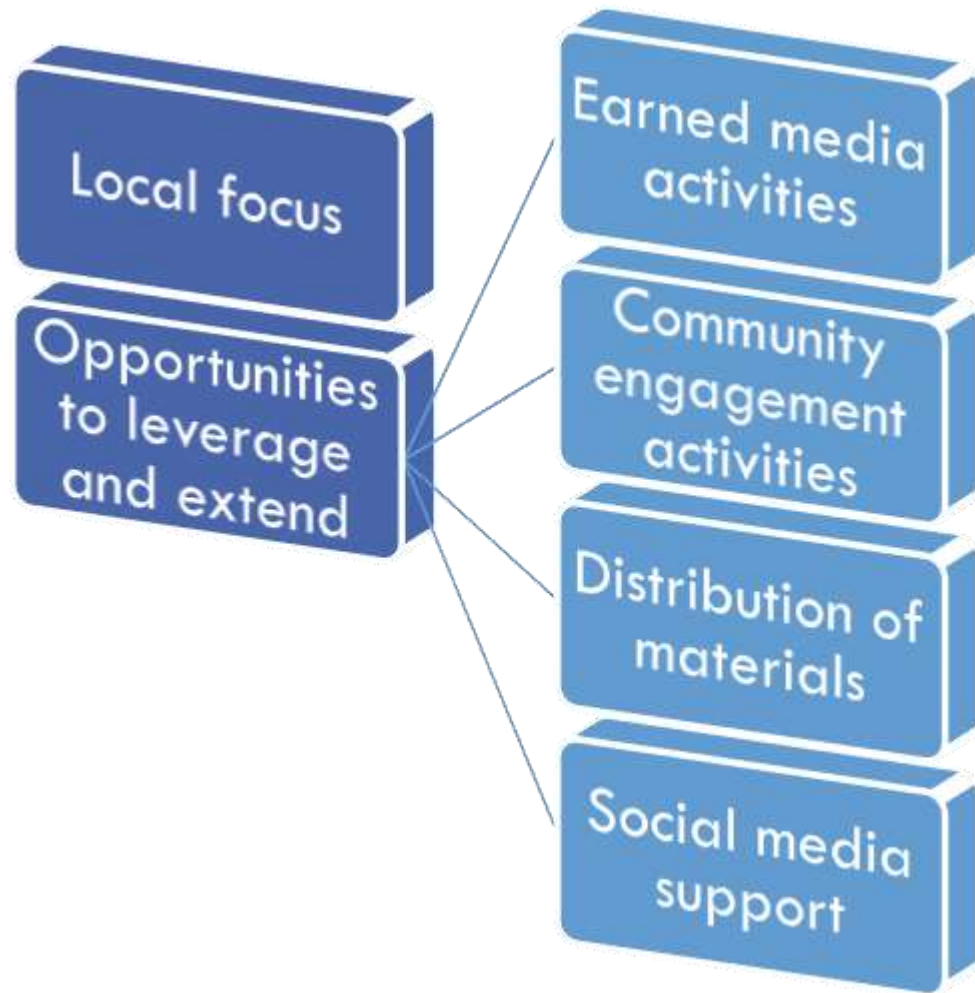 Local focus
Opportunities
to leverage
and extend
Earned media
activities
Community
engagement
activities
Distribution of
materials
Social media
support